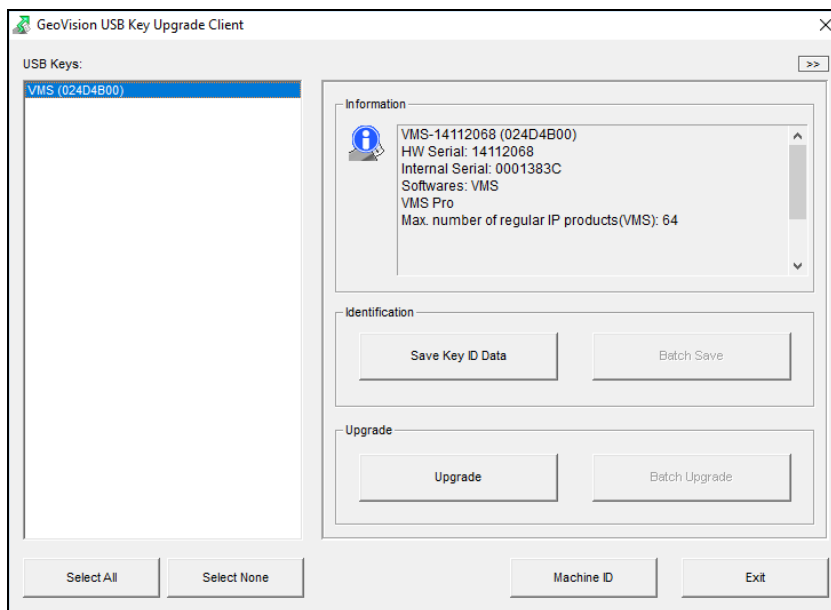 GeoVision USB Key Upgrade Client
USB Keys:
>>
VMS (024D4B00)
Information
VMS-14112068 (024D4B00)
HW Serial: 14112068
Internal Serial: 0001383C
Softwares: VMS
VMS Pro
Max. number of regular IP products(VMS): 64
Identification
Save Key ID Data
Batch Save
Upgrade
Upgrade
Batch Upgrade
Select All
Select None
Machine ID
Exit